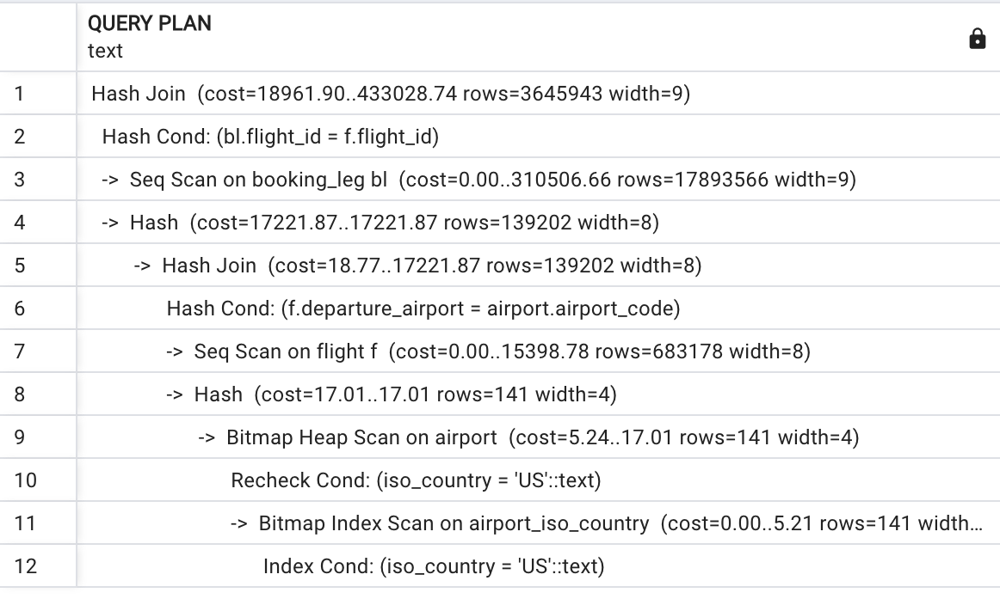 QUERY PLAN
text
1 Hash Join (cost=18961.90..433028.74 rows=3645943 width=9)
2 Hash Cond: (bl.flight_id = f.flight_id)
3 -> Seq Scan on booking_leg bl (cost=0.00..310506.66 rows=17893566 width=9)
4 -> Hash (cost=17221.87..17221.87 rows=139202 width=8)
5 -> Hash Join (cost=18.77..17221.87 rows=139202 width=8)
6 Hash Cond: (f.departure_airport = airport.airport_code)
7 -> Seq Scan on flight f (cost=0.00..15398.78 rows=683178 width=8)
8 -> Hash (cost=17.01..17.01 rows=141 width=4)
9 -> Bitmap Heap Scan on airport (cost=5.24..17.01 rows=141 width=4)
10 Recheck Cond: (iso_country = 'US'::text)
11 -> Bitmap Index Scan on airport_iso_country (cost=0.00..5.21 rows=141 width...
12 Index Cond: (iso_country = 'US'::text)